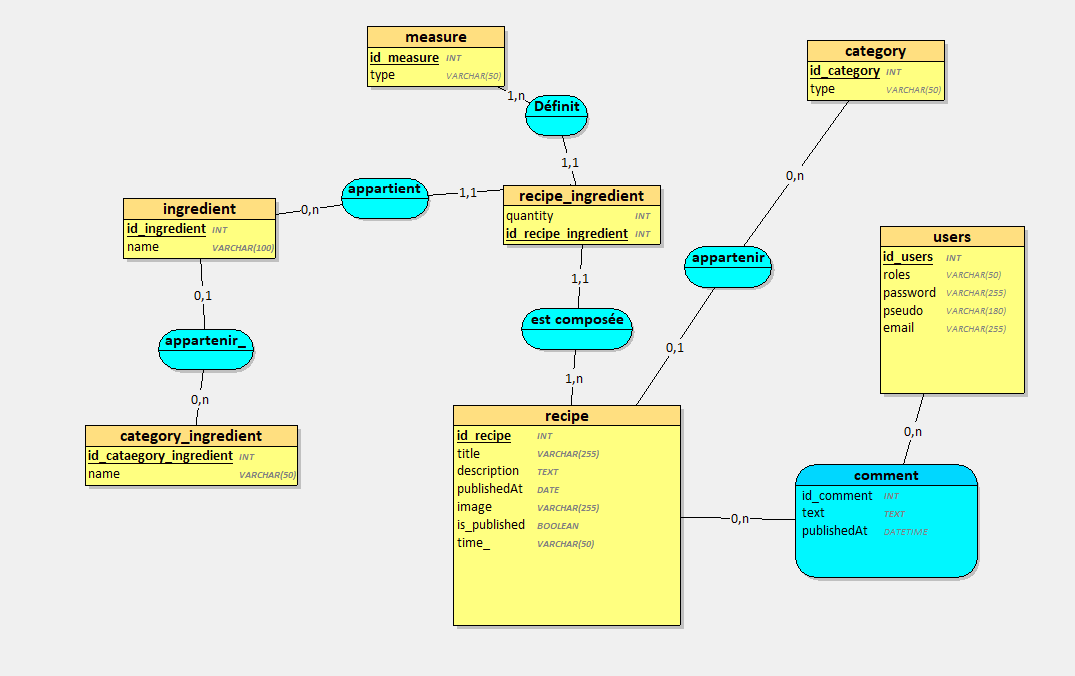 measure
id_measure INT
type VARCHAR(50)
1,n
Définit
1,1
category
id_category INT
type VARCHAR(50)
0,n
appartenir
0,1
ingredient
id_ingredient INT
name VARCHAR(100)
0,n
appartient
1,1
recipe_ingredient
quantity INT
id_recipe_ingredient INT
1,1
est composée
1,n
users
id_users INT
roles VARCHAR(50)
password VARCHAR(255)
pseudo VARCHAR(180)
email VARCHAR(255)
0,n
0,1
appartenir_
0,n
category_ingredient
id_cataegory_ingredient INT
name VARCHAR(50)
recipe
id_recipe INT
title VARCHAR(255)
description TEXT
publishedAt DATE
image VARCHAR(255)
is_published BOOLEAN
time_ VARCHAR(50)
0,n
comment
id_comment INT
text TEXT
publishedAt DATETIME